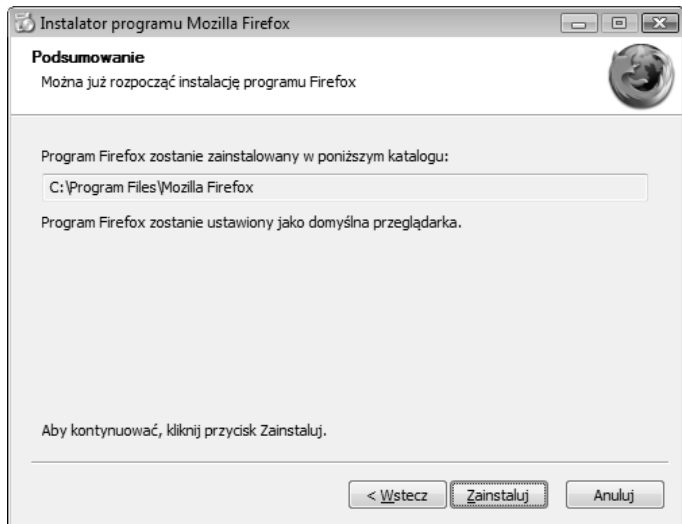 Instalator programu Mozilla Firefox
Podsumowanie
Można już rozpocząć instalację programu Firefox
Program Firefox zostanie zainstalowany w poniższym katalogu:
C:\Program Files\Mozilla Firefox
Program Firefox zostanie ustawiony jako domyślna przeglądarka.
Aby kontynuować, kliknij przycisk Zainstaluj.
< Wstecz Zainstaluj Anuluj